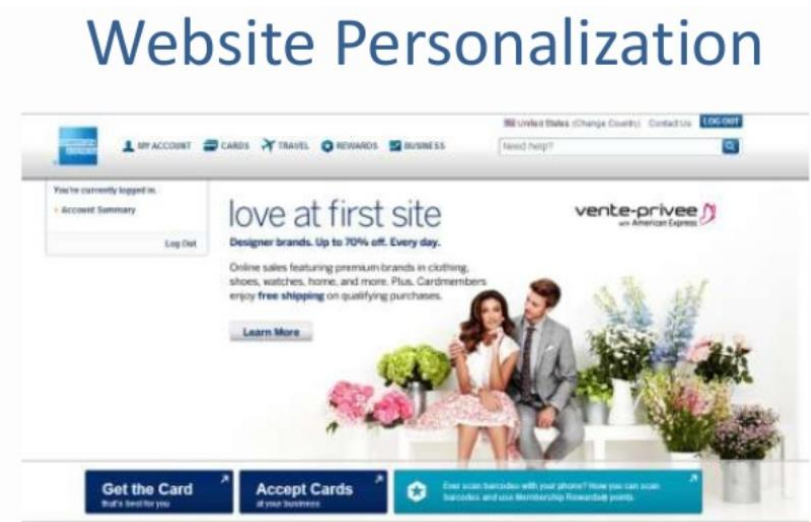 Website Personalization
United States (Change Country) Contact Us LOG OUT
MY ACCOUNT CARDS TRAVEL REWARDS BUSINESS
Need help?
You're currently logged in.
Account Summary
Log Out
love at first site
Designer brands. Up to 70% off. Every day.
Online sales featuring premium brands in clothing,
shoes, watches, home, and more. Plus, Cardmembers
enjoy free shipping on qualifying purchases.
Learn More
vente-privee
with American Express
Get the Card
that's best for you
Accept Cards
at your business
Ever scan barcodes with your phone? Now you can scan
barcodes and use Membership Rewards® points.